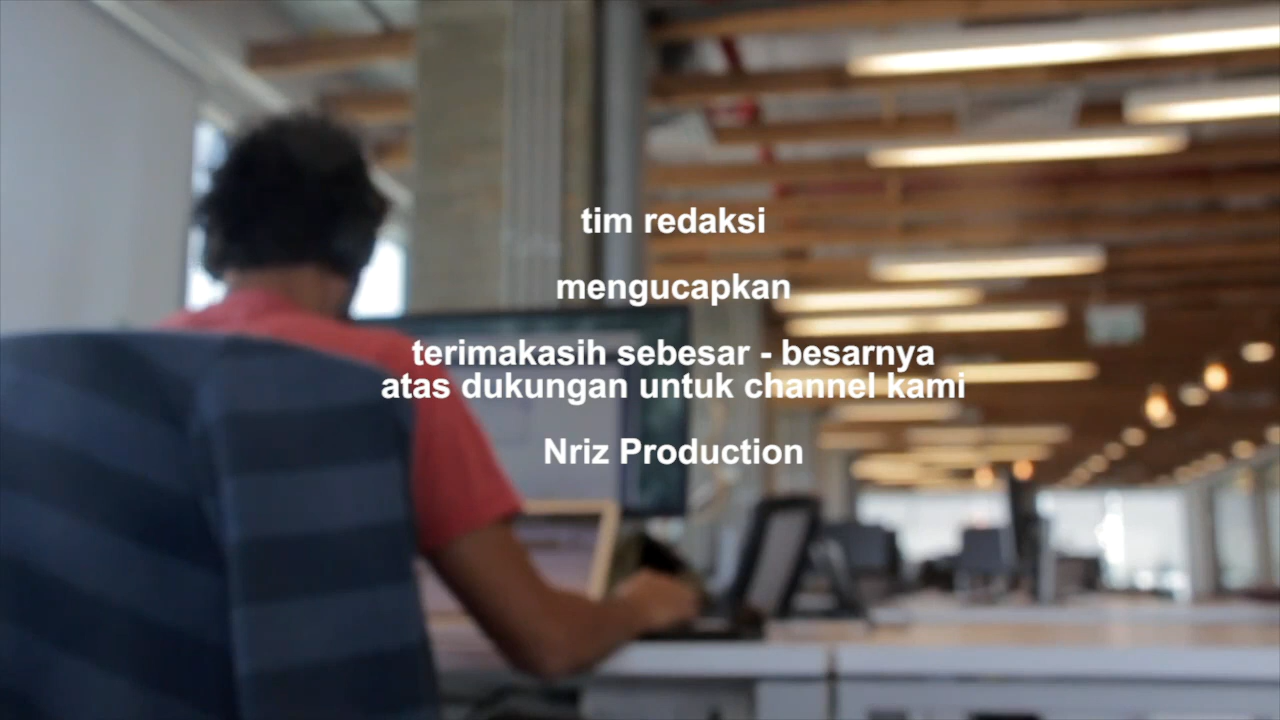 tim redaksi
mengucapkan
terimakasih sebesar - besarnya
atas dukungan untuk channel kami
Nriz Production